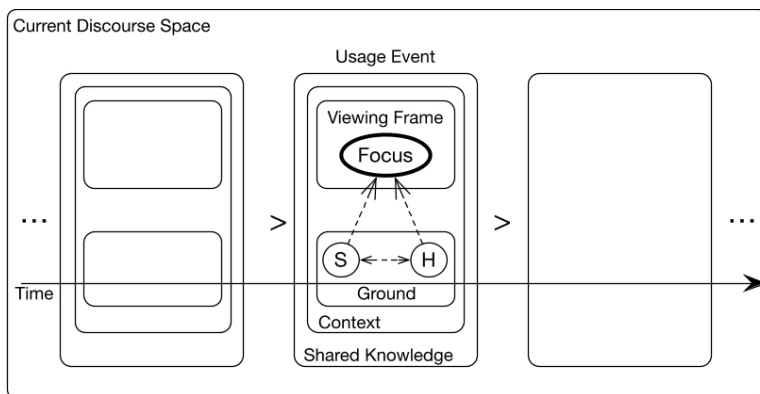 Current Discourse Space
Usage Event
Viewing Frame
Focus
... > > ...
S H
Time
Ground
Context
Shared Knowledge